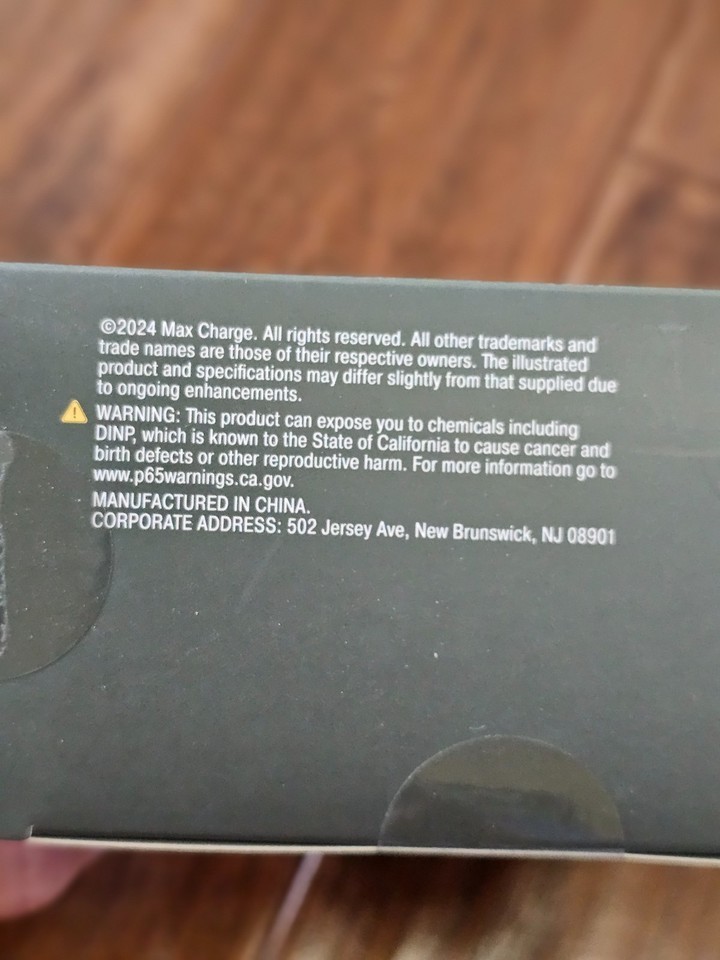 ©2024 Max Charge. All rights reserved. All other trademarks and
trade names are those of their respective owners. The illustrated
product and specifications may differ slightly from that supplied due
to ongoing enhancements.
WARNING: This product can expose you to chemicals including
DINP, which is known to the State of California to cause cancer and
birth defects or other reproductive harm. For more information go to
www.p65warnings.ca.gov.
MANUFACTURED IN CHINA.
CORPORATE ADDRESS: 502 Jersey Ave, New Brunswick, NJ 08901